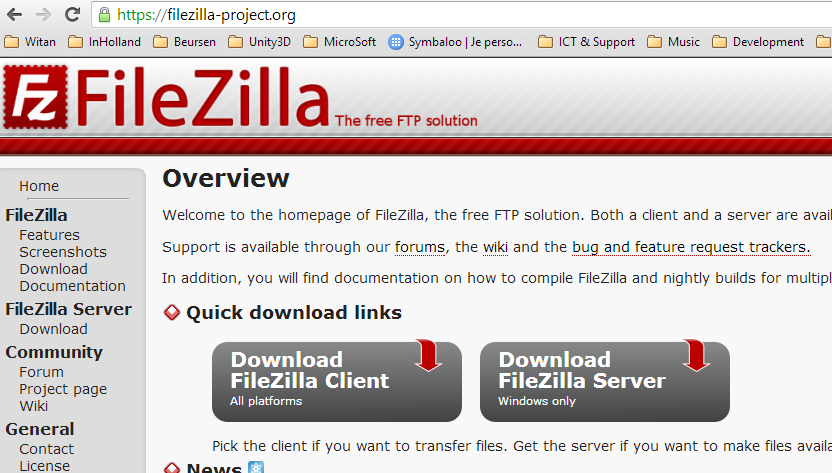 https://filezilla-project.org
Witan InHolland Beursen Unity3D MicroSoft Symbaloo | Je perso... ICT & Support Music Development
FZ FileZilla The free FTP solution
Home
FileZilla
Features
Screenshots
Download
Documentation
FileZilla Server
Download
Community
Forum
Project page
Wiki
General
Contact
License
Overview
Welcome to the homepage of FileZilla, the free FTP solution. Both a client and a server are
Support is available through our forums, the wiki and the bug and feature request trackers.
In addition, you will find documentation on how to compile FileZilla and nightly builds for
Quick download links
Download
FileZilla Client
All platforms
Download
FileZilla Server
Windows only
Pick the client if you want to transfer files. Get the server if you want to make files
News